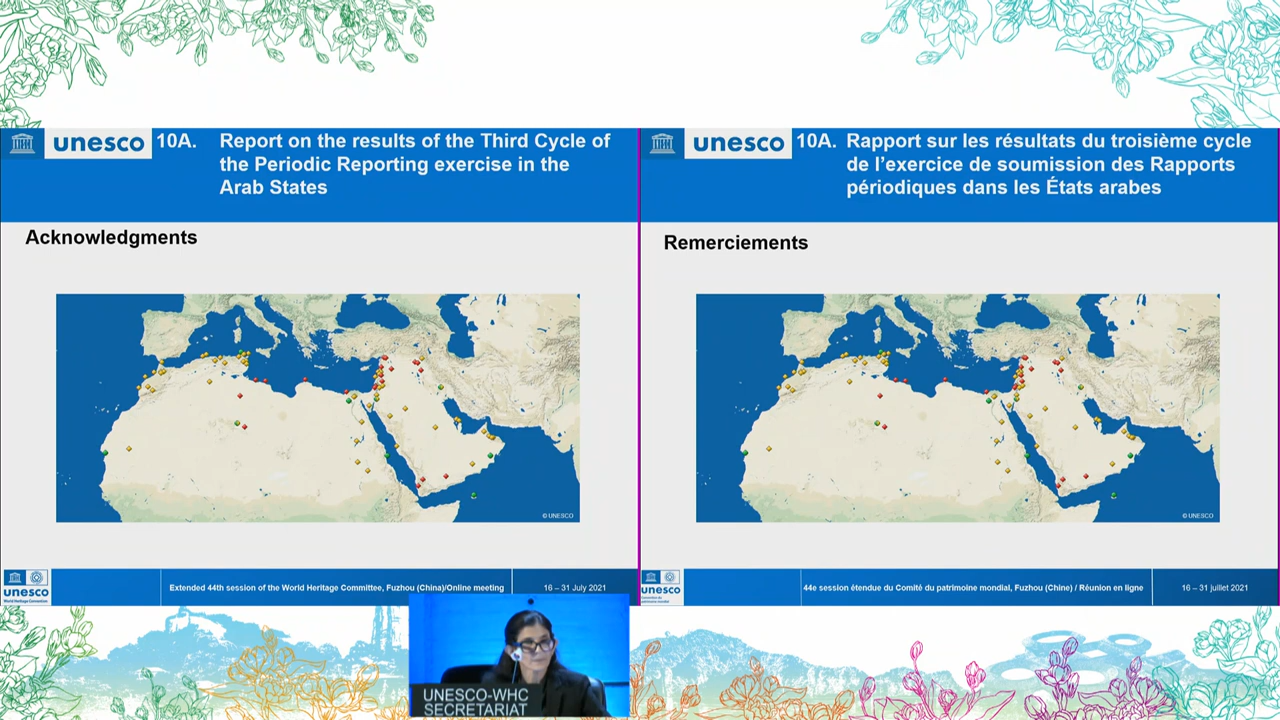 unesco
10A.
Report on the results of the Third Cycle of
the Periodic Reporting exercise in the
Arab States
Acknowledgments
© UNESCO
unesco
World Heritage Convention
Extended 44th session of the World Heritage Committee, Fuzhou (China)/Online meeting
16 – 31 July 2021
unesco
10A.
Rapport sur les résultats du troisième cycle
de l’exercice de soumission des Rapports
périodiques dans les États arabes
Remerciements
© UNESCO
unesco
44e session étendue du Comité du patrimoine mondial, Fuzhou (Chine) / Réunion en ligne
16 – 31 juillet 2021
UNESCO-WHC
SECRETARIAT